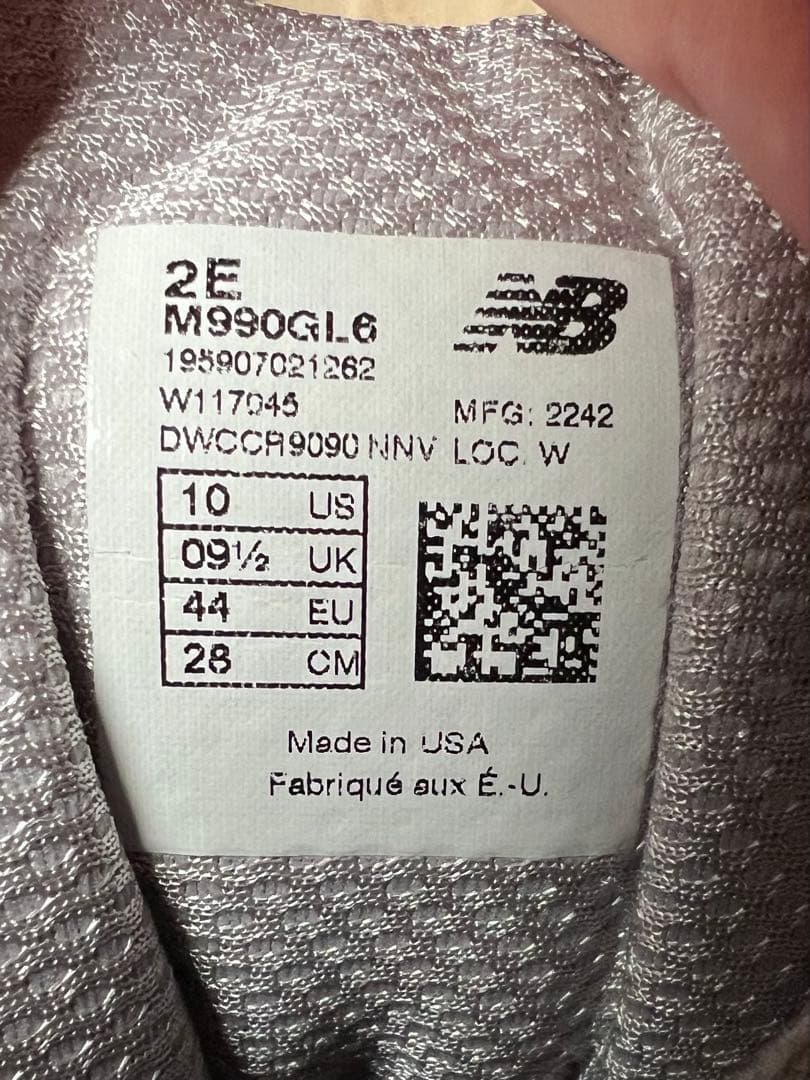 2E
M990GL6
195907021262
W117045
MFG: 2242
DWCCR9090 NNV LOC. W
10 US
09½ UK
44 EU
28 CM
Made in USA
Fabriqué aux É.-U.